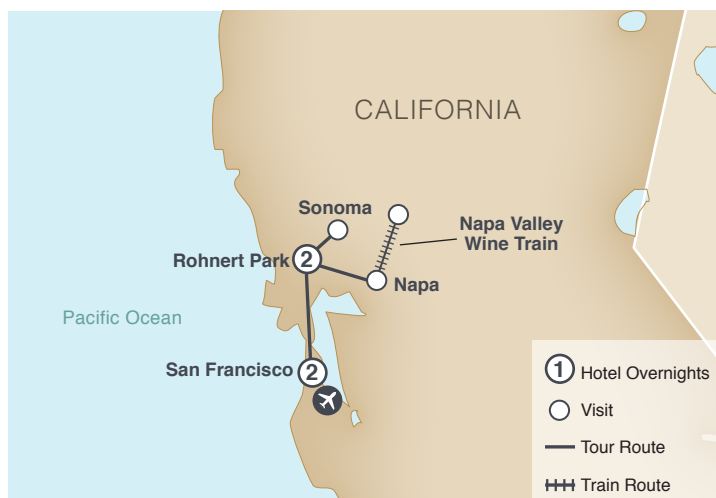 CALIFORNIA
Sonoma
Napa Valley
Wine Train
Rohnert Park
2
Napa
Pacific Ocean
San Francisco
2
1 Hotel Overnights
Visit
Tour Route
Train Route